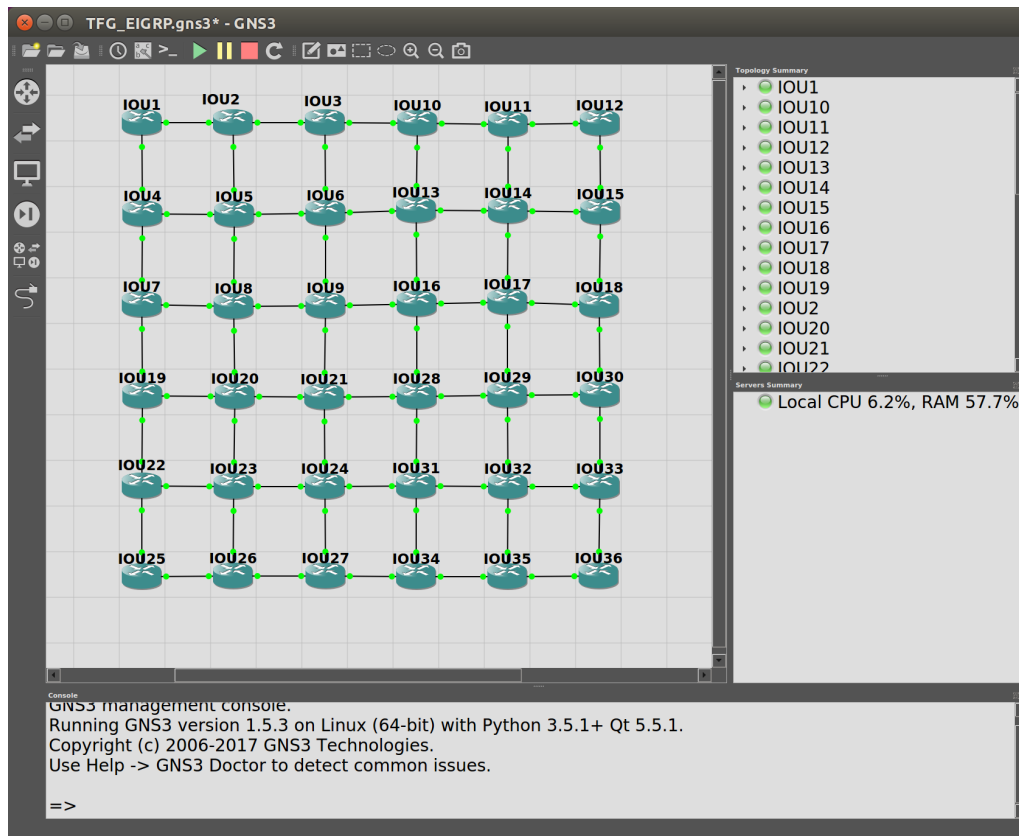 TFG_EIGRP.gns3* - GNS3
IOU1 IOU2 IOU3 IOU10 IOU11 IOU12
IOU4 IOU5 IOU6 IOU13 IOU14 IOU15
IOU7 IOU8 IOU9 IOU16 IOU17 IOU18
IOU19 IOU20 IOU21 IOU28 IOU29 IOU30
IOU22 IOU23 IOU24 IOU31 IOU32 IOU33
IOU25 IOU26 IOU27 IOU34 IOU35 IOU36
Topology Summary
IOU1
IOU10
IOU11
IOU12
IOU13
IOU14
IOU15
IOU16
IOU17
IOU18
IOU19
IOU2
IOU20
IOU21
IOU22
Servers Summary
Local CPU 6.2%, RAM 57.7%
Console
GNS3 management console.
Running GNS3 version 1.5.3 on Linux (64-bit) with Python 3.5.1+ Qt 5.5.1.
Copyright (c) 2006-2017 GNS3 Technologies.
Use Help -> GNS3 Doctor to detect common issues.
=>